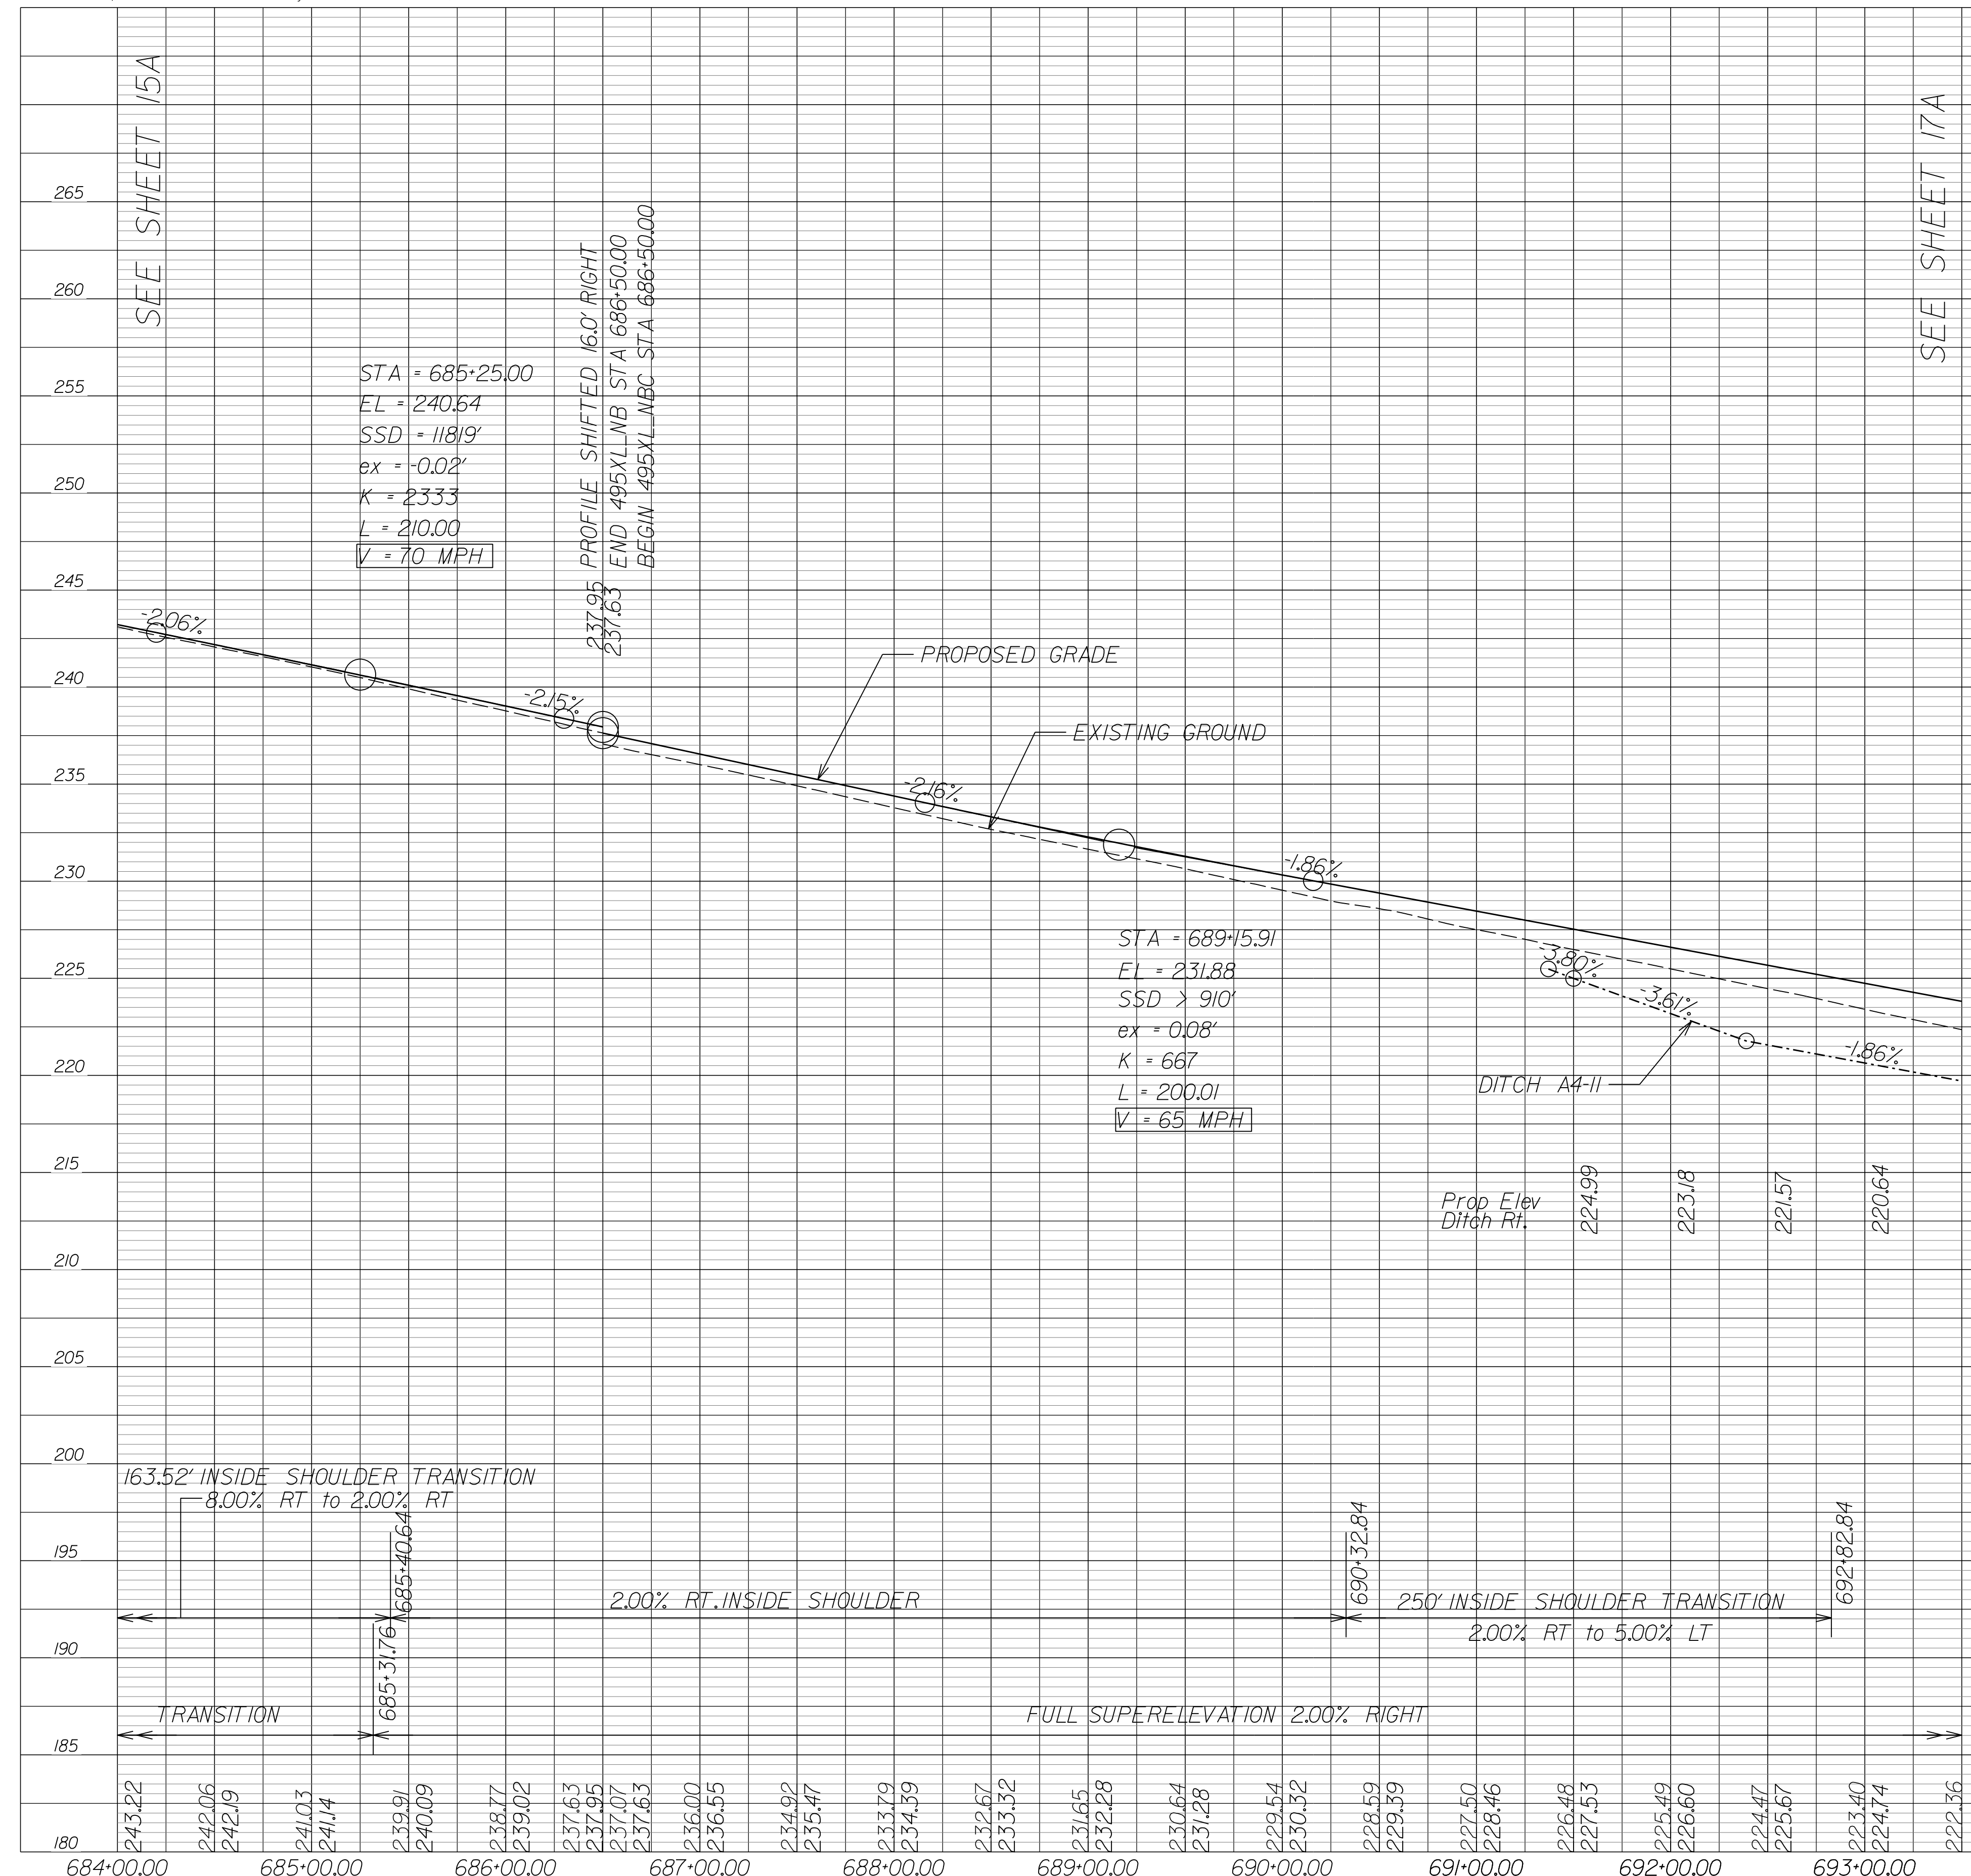 SEE SHEET 15A
SEE SHEET 17A
265
260
255
250
245
240
235
230
225
220
215
210
205
200
195
190
185
180
STA = 685+25.00
EL = 240.64
SSD = 11819'
ex = -0.02'
K = 2333
L = 210.00
V = 70 MPH
237.95 PROFILE SHIFTED 16.0' RIGHT
237.63 END 495XL_NB STA 686+50.00
BEGIN 495XL_NBC STA 686+50.00
-2.06%
-2.15%
PROPOSED GRADE
EXISTING GROUND
-2.16%
-1.86%
STA = 689+15.91
EL = 231.88
SSD > 910'
ex = 0.08'
K = 667
L = 200.01
V = 65 MPH
-3.80%
-3.61%
-1.86%
DITCH A4-11
Prop Elev
Ditch Rt.
224.99
223.18
221.57
220.64
163.52' INSIDE SHOULDER TRANSITION
8.00% RT to 2.00% RT
685+40.64
2.00% RT. INSIDE SHOULDER
690+32.84
250' INSIDE SHOULDER TRANSITION
2.00% RT to 5.00% LT
692+82.84
685+31.76
TRANSITION
FULL SUPERELEVATION 2.00% RIGHT
243.22
242.06
242.19
241.03
241.14
239.91
240.09
238.77
239.02
237.63
237.95
237.07
237.63
236.00
236.55
234.92
235.47
233.79
234.39
232.67
233.32
231.65
232.28
230.64
231.28
229.54
230.32
228.59
229.39
227.50
228.46
226.48
227.53
225.49
226.60
224.47
225.67
223.40
224.74
222.36
684+00.00
685+00.00
686+00.00
687+00.00
688+00.00
689+00.00
690+00.00
691+00.00
692+00.00
693+00.00